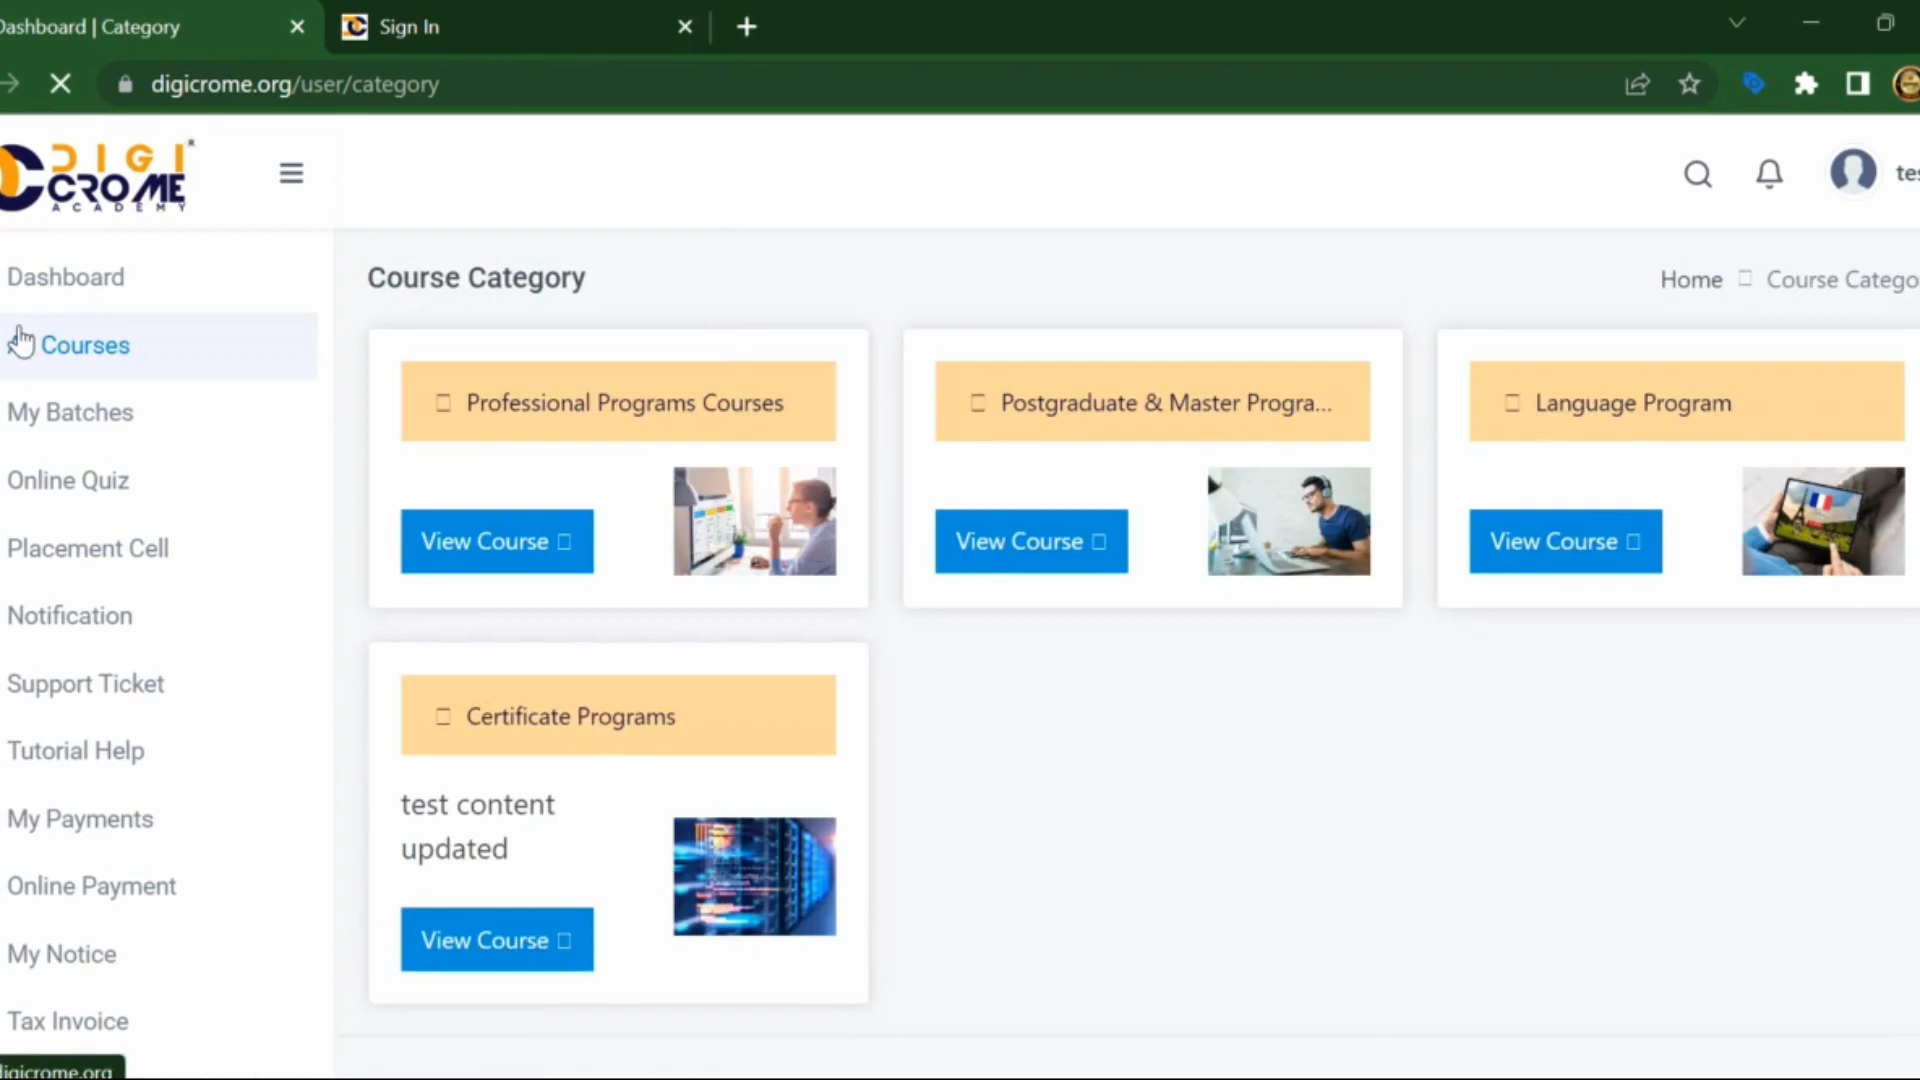 Dashboard | Category
Sign In
digicrome.org/user/category
DIGI
CROME
ACADEMY
Dashboard
Courses
My Batches
Online Quiz
Placement Cell
Notification
Support Ticket
Tutorial Help
My Payments
Online Payment
My Notice
Tax Invoice
digicrome.org
Course Category
Home Course Catego
Professional Programs Courses
View Course
Postgraduate & Master Progra...
View Course
Language Program
View Course
Certificate Programs
test content
updated
View Course